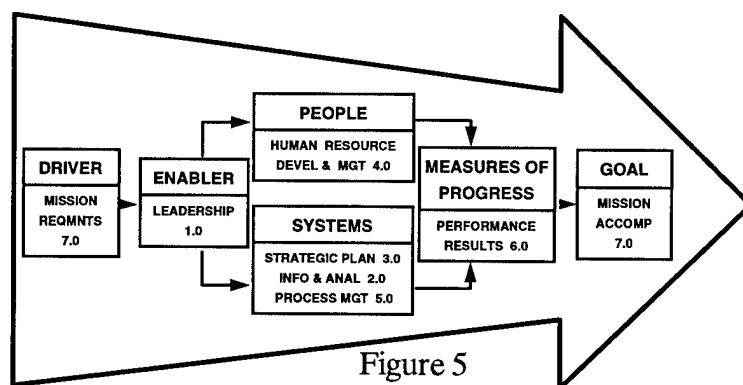 DRIVER
MISSION
REQMNTS
7.0
ENABLER
LEADERSHIP
1.0
PEOPLE
HUMAN RESOURCE
DEVEL & MGT 4.0
SYSTEMS
STRATEGIC PLAN 3.0
INFO & ANAL 2.0
PROCESS MGT 5.0
MEASURES OF
PROGRESS
PERFORMANCE
RESULTS 6.0
GOAL
MISSION
ACCOMP
7.0
Figure 5